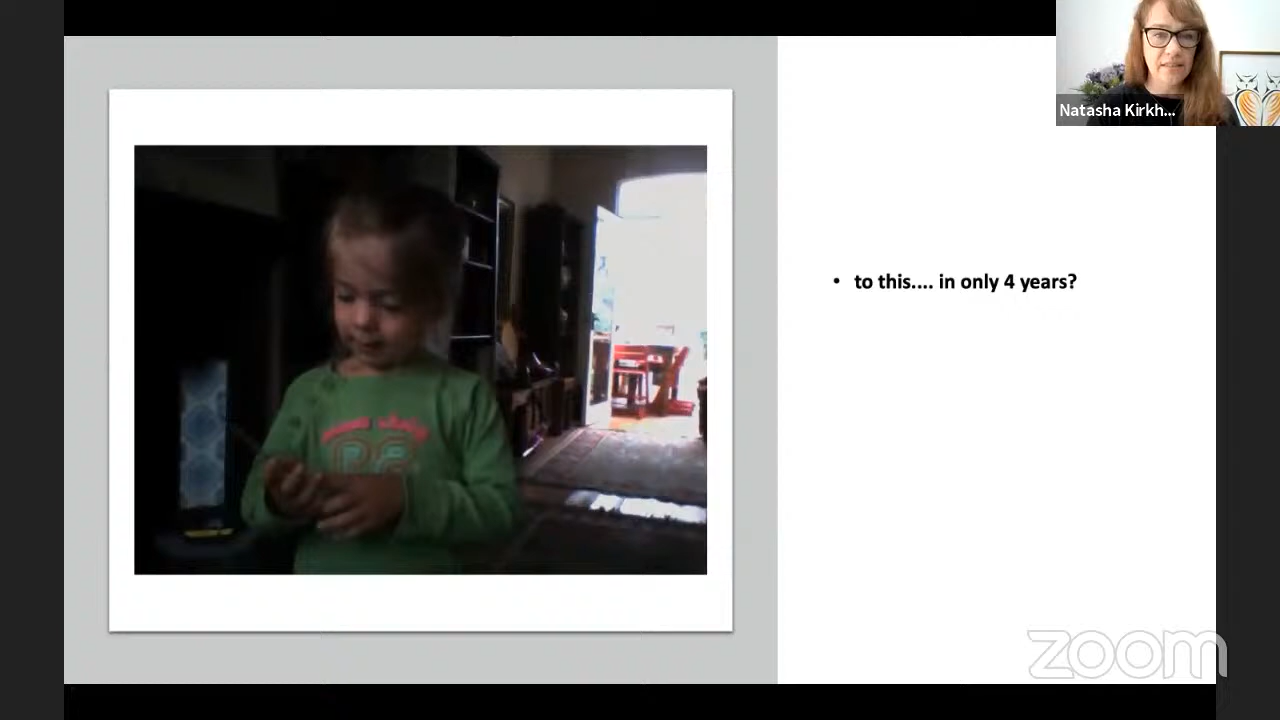 Natasha Kirkh...
• to this.... in only 4 years?
zoom